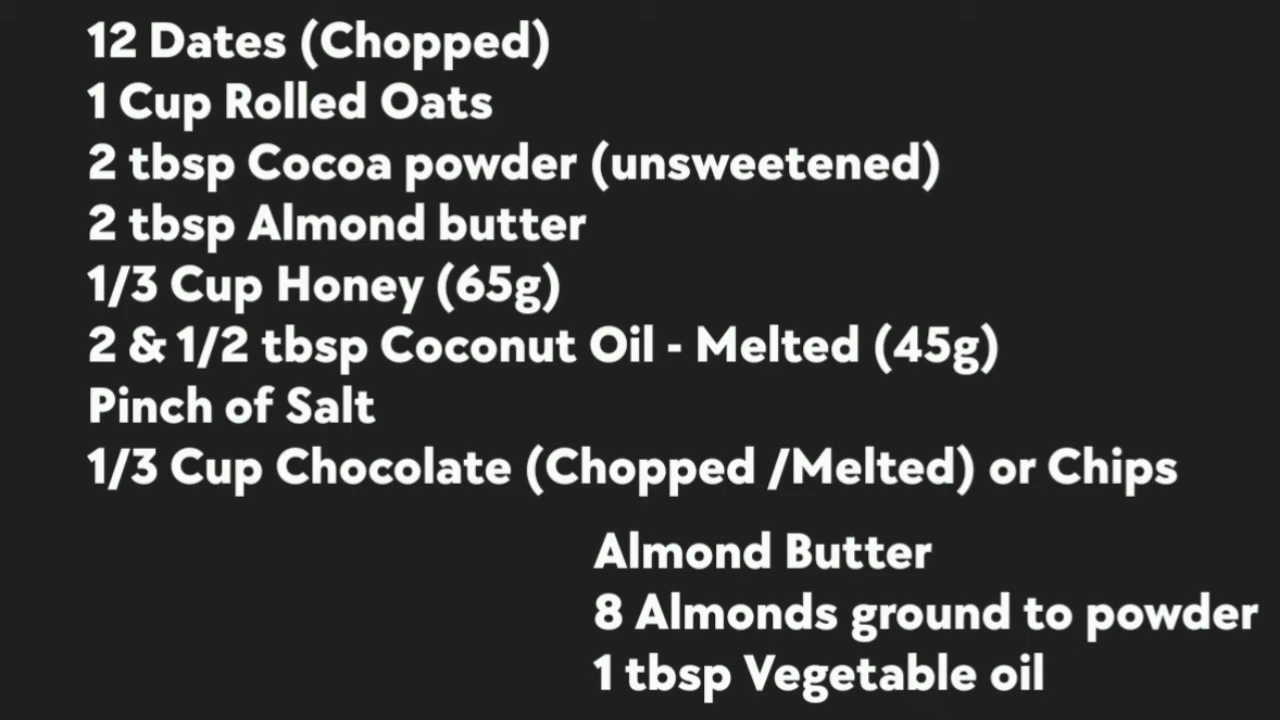 12 Dates (Chopped)
1 Cup Rolled Oats
2 tbsp Cocoa powder (unsweetened)
2 tbsp Almond butter
1/3 Cup Honey (65g)
2 & 1/2 tbsp Coconut Oil - Melted (45g)
Pinch of Salt
1/3 Cup Chocolate (Chopped /Melted) or Chips
Almond Butter
8 Almonds ground to powder
1 tbsp Vegetable oil